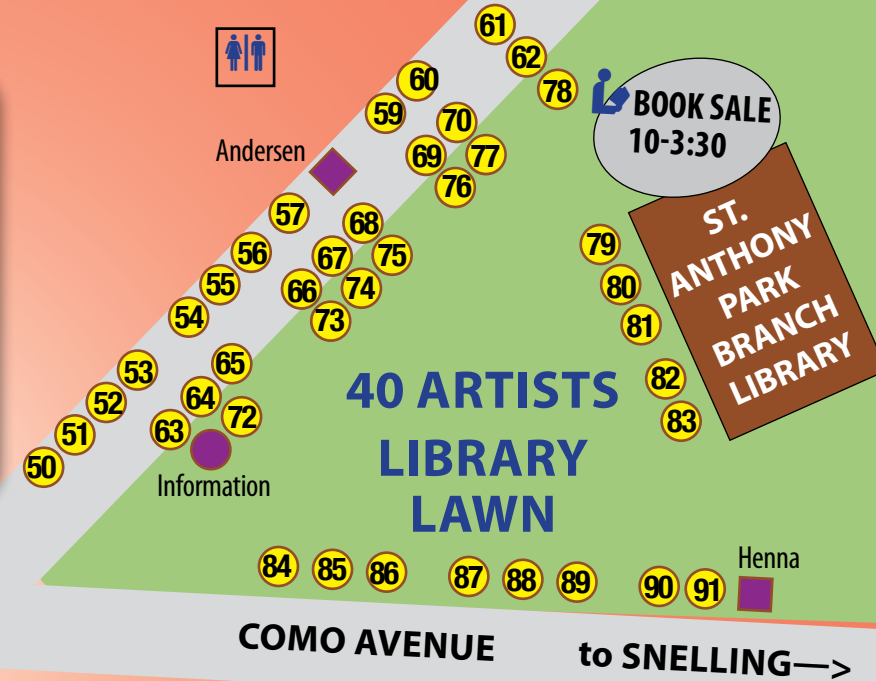 61
62
78
60
59
70
69
77
76
BOOK SALE
10-3:30
Andersen
57
68
56
67
75
55
66
74
54
73
ST.
ANTHONY
PARK
BRANCH
LIBRARY
79
80
81
82
83
53
65
52
64
72
51
63
50
Information
40 ARTISTS
LIBRARY
LAWN
84
85
86
87
88
89
90
91
Henna
COMO AVENUE
to SNELLING—>